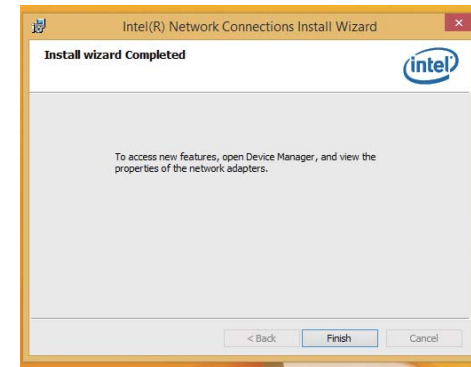 Intel(R) Network Connections Install Wizard
Install wizard Completed
intel
To access new features, open Device Manager, and view the
properties of the network adapters.
< Back
Finish
Cancel